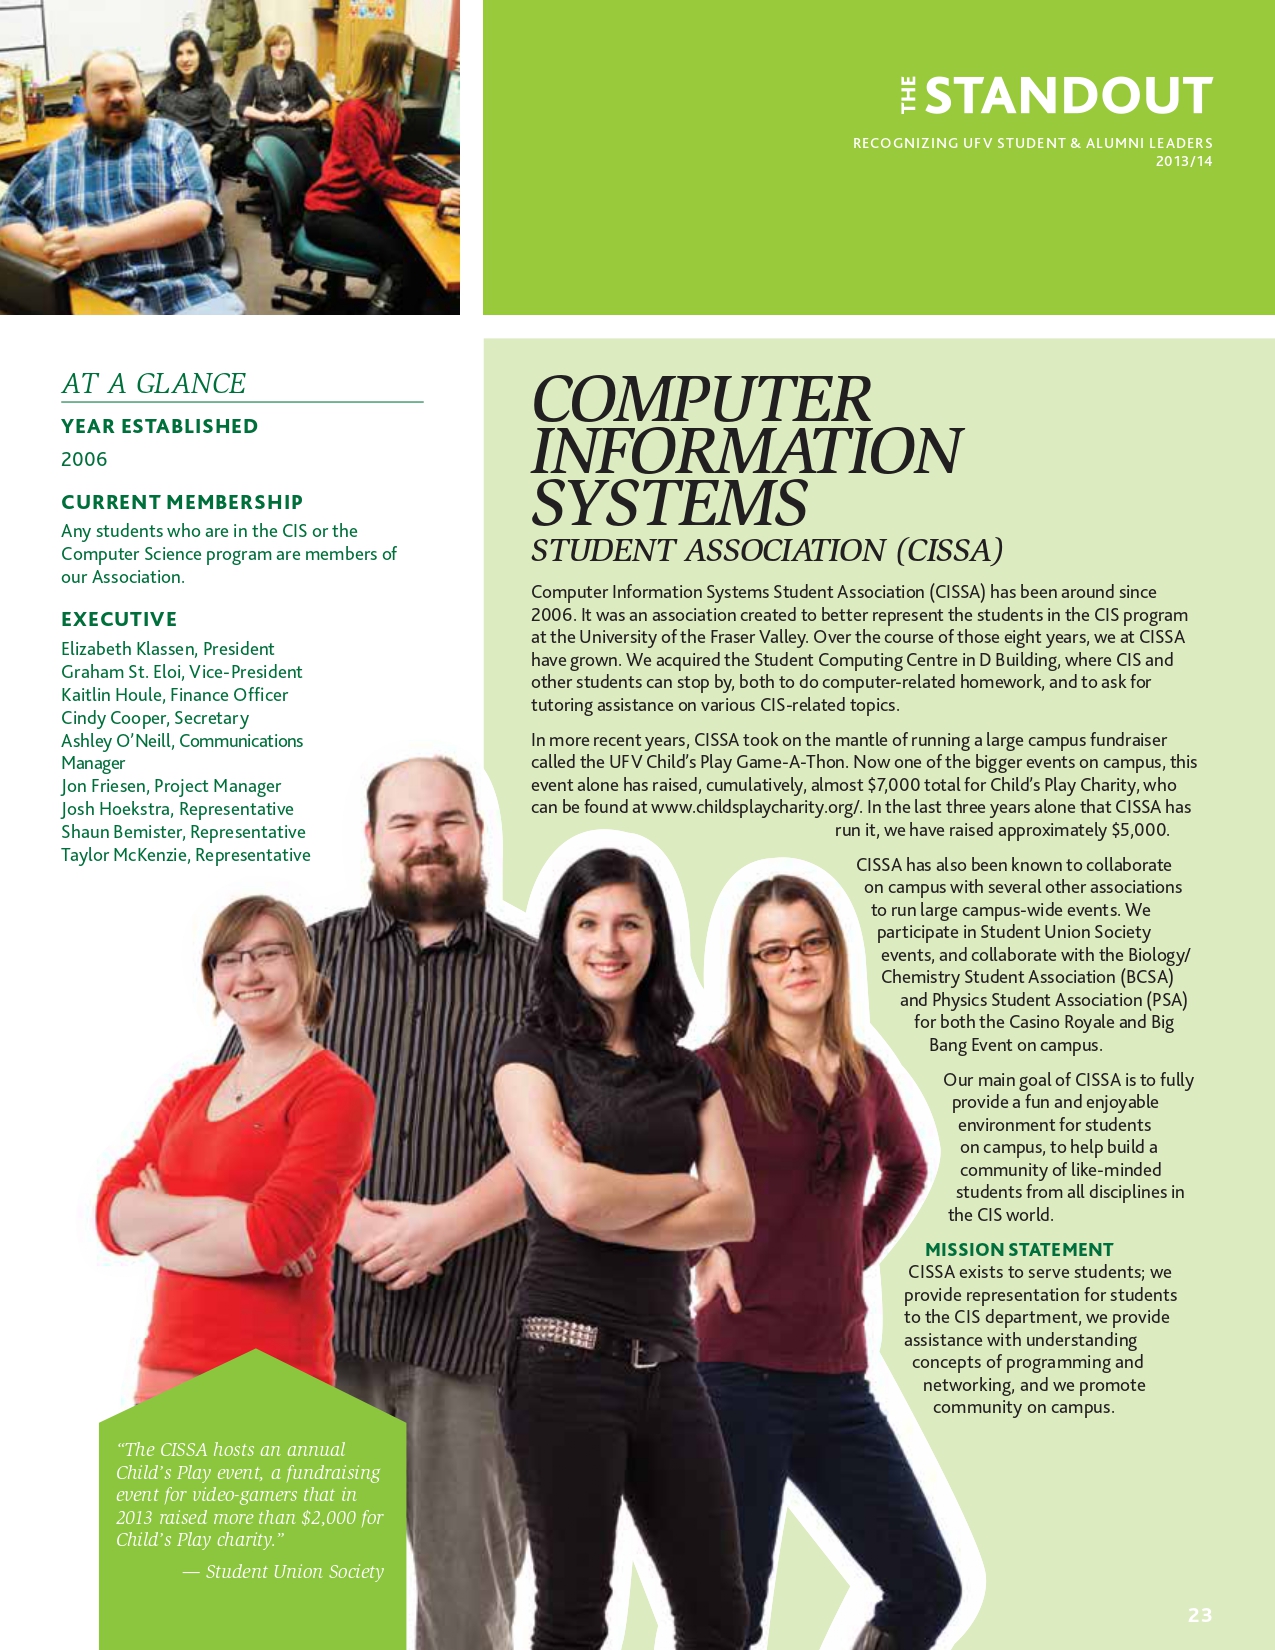 THE STANDOUT
RECOGNIZING UFV STUDENT & ALUMNI LEADERS
2013/14
AT A GLANCE
YEAR ESTABLISHED
2006
CURRENT MEMBERSHIP
Any students who are in the CIS or the
Computer Science program are members of
our Association.
EXECUTIVE
Elizabeth Klassen, President
Graham St. Eloi, Vice-President
Kaitlin Houle, Finance Officer
Cindy Cooper, Secretary
Ashley O’Neill, Communications
Manager
Jon Friesen, Project Manager
Josh Hoekstra, Representative
Shaun Bemister, Representative
Taylor McKenzie, Representative
“The CISSA hosts an annual
Child’s Play event, a fundraising
event for video-gamers that in
2013 raised more than $2,000 for
Child’s Play charity.”
— Student Union Society
COMPUTER
INFORMATION
SYSTEMS
STUDENT ASSOCIATION (CISSA)
Computer Information Systems Student Association (CISSA) has been around since
2006. It was an association created to better represent the students in the CIS program
at the University of the Fraser Valley. Over the course of those eight years, we at CISSA
have grown. We acquired the Student Computing Centre in D Building, where CIS and
other students can stop by, both to do computer-related homework, and to ask for
tutoring assistance on various CIS-related topics.
In more recent years, CISSA took on the mantle of running a large campus fundraiser
called the UFV Child’s Play Game-A-Thon. Now one of the bigger events on campus, this
event alone has raised, cumulatively, almost $7,000 total for Child’s Play Charity, who
can be found at www.childsplaycharity.org/. In the last three years alone that CISSA has
run it, we have raised approximately $5,000.
CISSA has also been known to collaborate
on campus with several other associations
to run large campus-wide events. We
participate in Student Union Society
events, and collaborate with the Biology/
Chemistry Student Association (BCSA)
and Physics Student Association (PSA)
for both the Casino Royale and Big
Bang Event on campus.
Our main goal of CISSA is to fully
provide a fun and enjoyable
environment for students
on campus, to help build a
community of like-minded
students from all disciplines in
the CIS world.
MISSION STATEMENT
CISSA exists to serve students; we
provide representation for students
to the CIS department, we provide
assistance with understanding
concepts of programming and
networking, and we promote
community on campus.
23